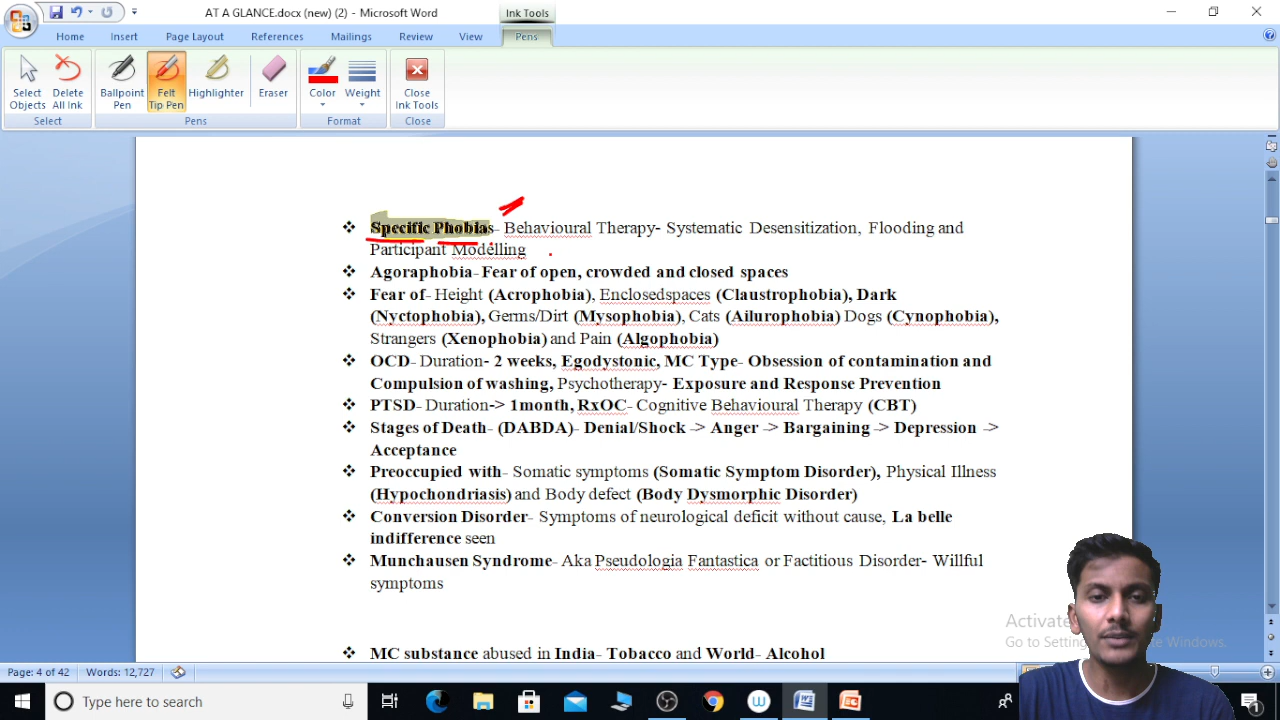 AT A GLANCE.docx (new) (2) - Microsoft Word
Ink Tools
Home Insert Page Layout References Mailings Review View Pens
Select Objects
Delete All Ink
Ballpoint Pen
Felt Tip Pen
Highlighter
Eraser
Color
Weight
Close Ink Tools
Select Pens Format Close
Specific Phobias- Behavioural Therapy- Systematic Desensitization, Flooding and
Participant Modelling
Agoraphobia- Fear of open, crowded and closed spaces
Fear of- Height (Acrophobia), Enclosedspaces (Claustrophobia), Dark
(Nyctophobia), Germs/Dirt (Mysophobia), Cats (Ailurophobia) Dogs (Cynophobia),
Strangers (Xenophobia) and Pain (Algophobia)
OCD- Duration- 2 weeks, Egodystonic, MC Type- Obsession of contamination and
Compulsion of washing, Psychotherapy- Exposure and Response Prevention
PTSD- Duration-> 1month, RxOC- Cognitive Behavioural Therapy (CBT)
Stages of Death- (DABDA)- Denial/Shock -> Anger -> Bargaining -> Depression ->
Acceptance
Preoccupied with- Somatic symptoms (Somatic Symptom Disorder), Physical Illness
(Hypochondriasis) and Body defect (Body Dysmorphic Disorder)
Conversion Disorder- Symptoms of neurological deficit without cause, La belle
indifference seen
Munchausen Syndrome- Aka Pseudologia Fantastica or Factitious Disorder- Willful
symptoms
Activate
Go to Setting te Windows.
MC substance abused in India- Tobacco and World- Alcohol
Page: 4 of 42 Words: 12,727
Type here to search
1